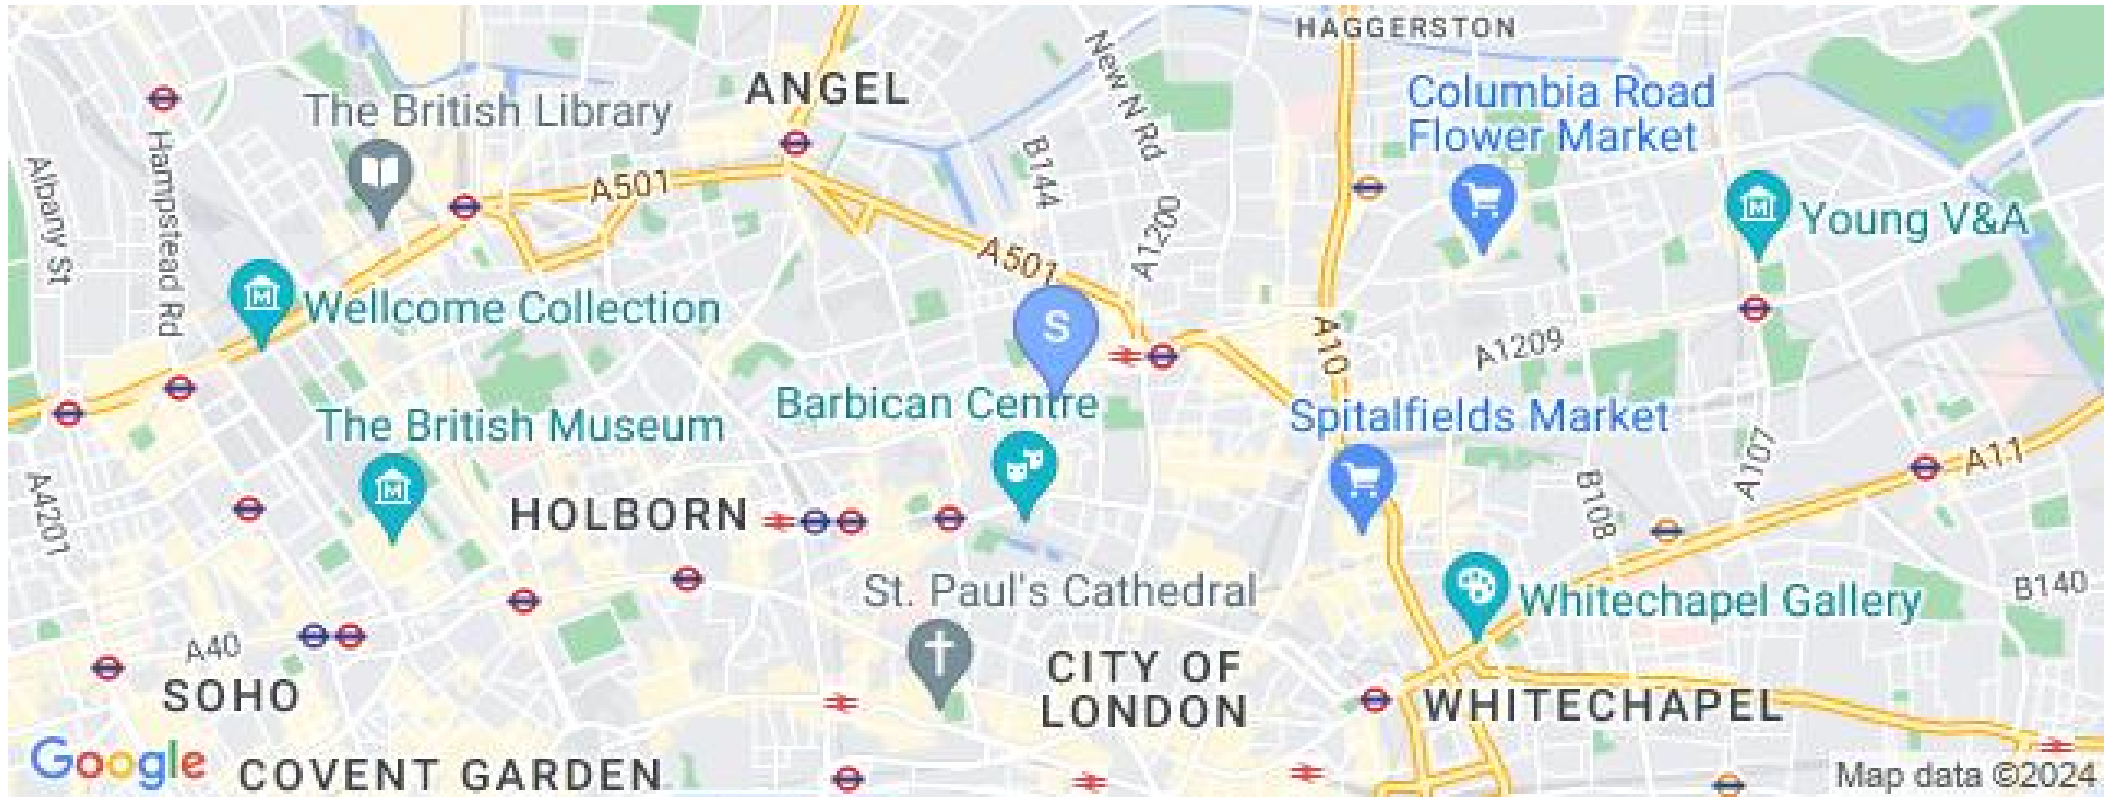 HAGGERSTON
ANGEL
New N Rd
Columbia Road
Flower Market
The British Library
Hampstead Rd
Albany St
A501
B144
A1200
Young V&A
A501
S
Wellcome Collection
A10
A1209
Barbican Centre
Spitalfields Market
The British Museum
A107
A11
A4201
HOLBORN
B108
St. Paul's Cathedral
Whitechapel Gallery
B140
A40
SOHO
CITY OF
LONDON
WHITECHAPEL
Google
COVENT GARDEN
Map data ©2024